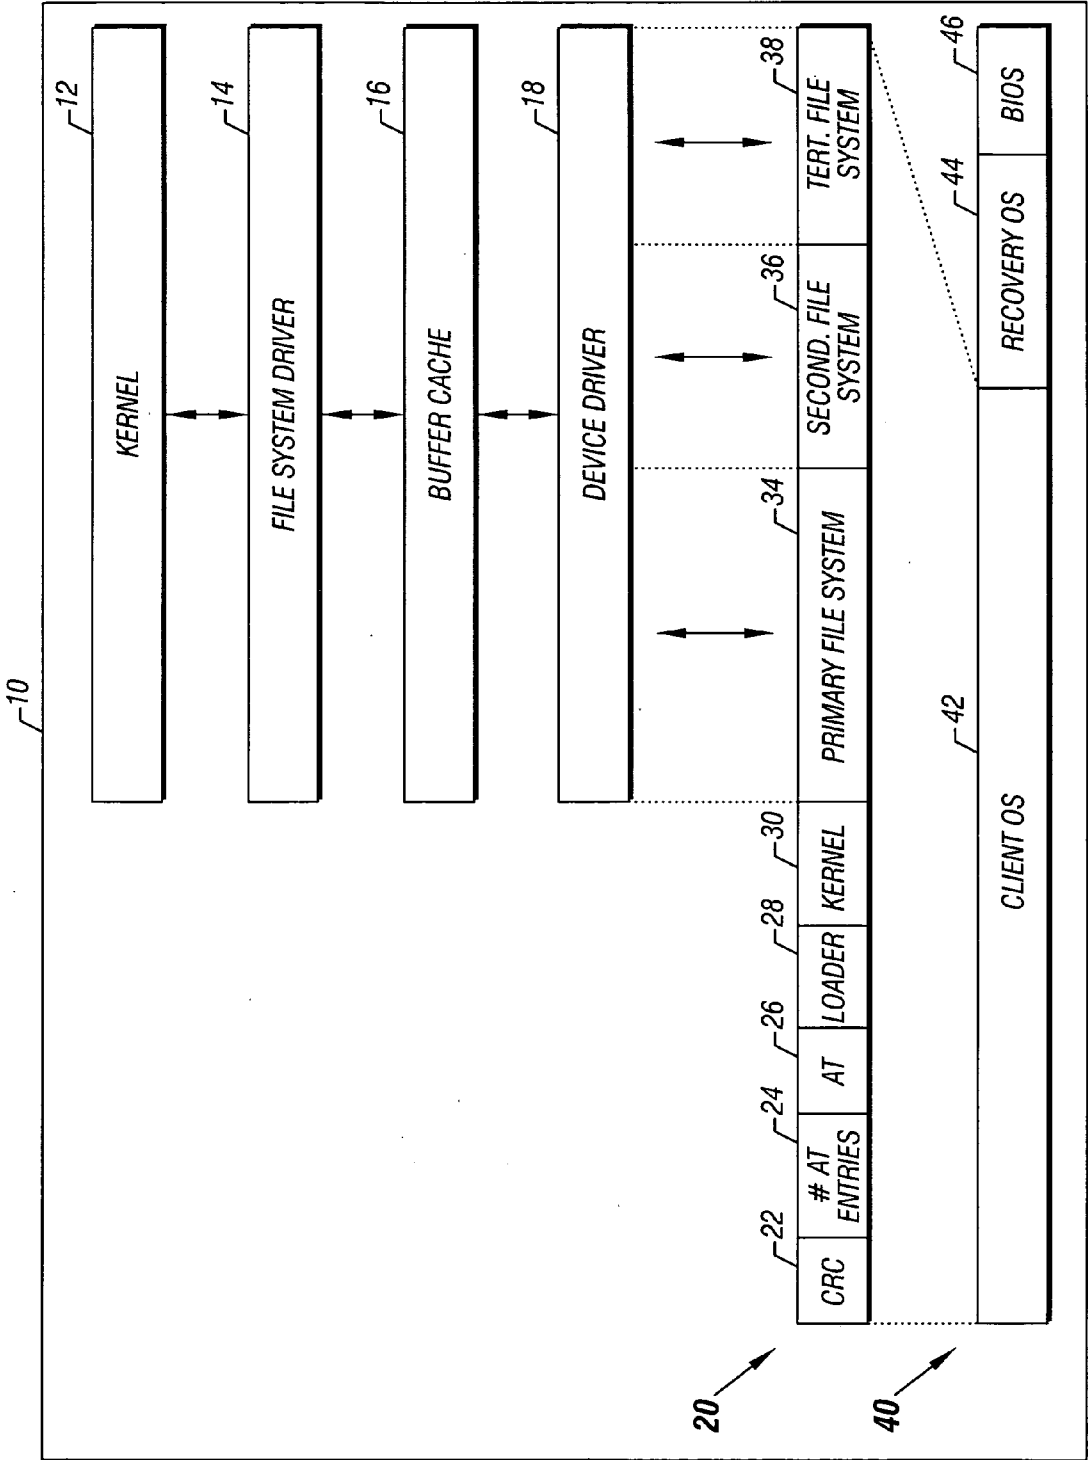 10
12
KERNEL
14
FILE SYSTEM DRIVER
16
BUFFER CACHE
18
DEVICE DRIVER
20
22
CRC
24
# AT
ENTRIES
26
AT
28
LOADER
30
KERNEL
34
PRIMARY FILE SYSTEM
36
SECOND. FILE
SYSTEM
38
TERT. FILE
SYSTEM
40
42
CLIENT OS
44
RECOVERY OS
46
BIOS